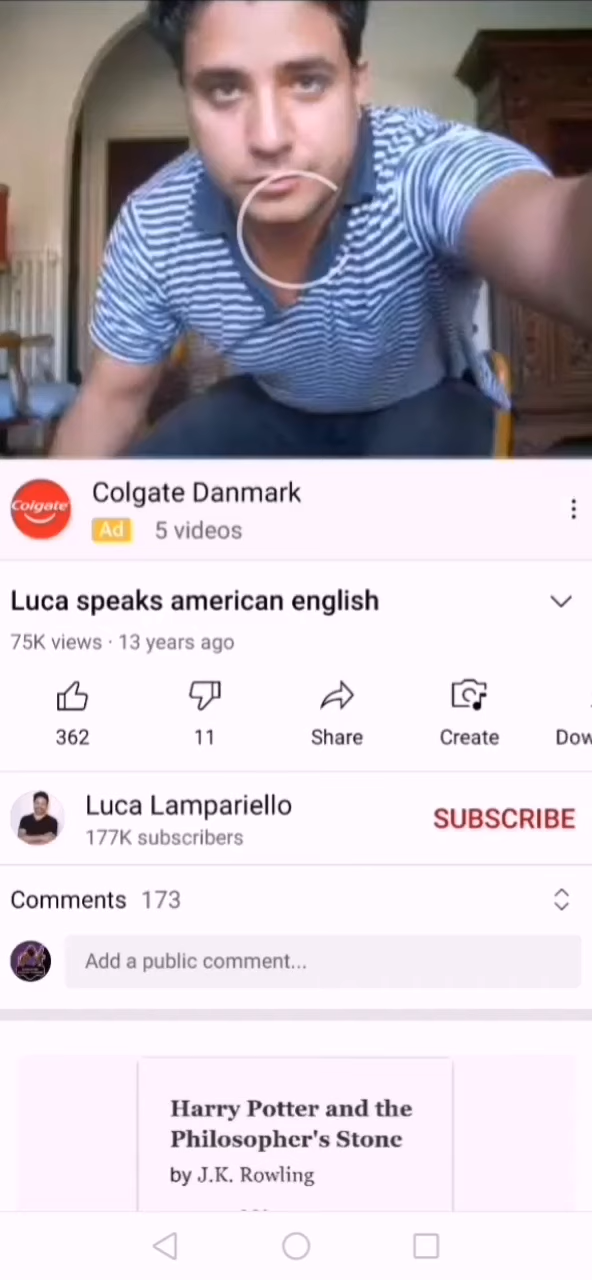 Colgate
Colgate Danmark
Ad 5 videos
Luca speaks american english
75K views · 13 years ago
362
11
Share
Create
Dow
Luca Lampariello
177K subscribers
SUBSCRIBE
Comments 173
Add a public comment...
Harry Potter and the
Philosopher's Stone
by J.K. Rowling